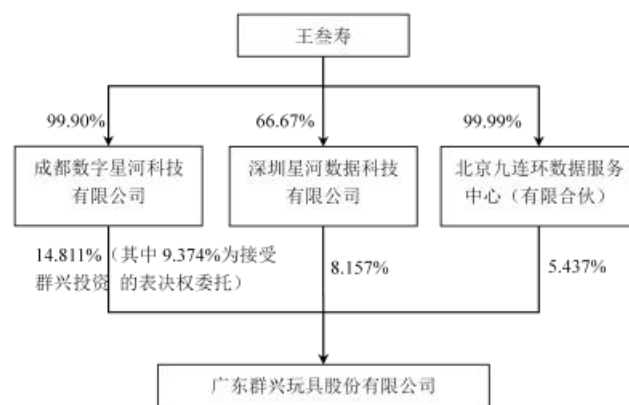 王叁寿
99.90%
66.67%
99.99%
成都数字星河科技
有限公司
深圳星河数据科技
有限公司
北京九连环数据服务
中心（有限合伙）
14.811%（其中 9.374%为接受
群兴投资 的表决权委托）
8.157%
5.437%
广东群兴玩具股份有限公司